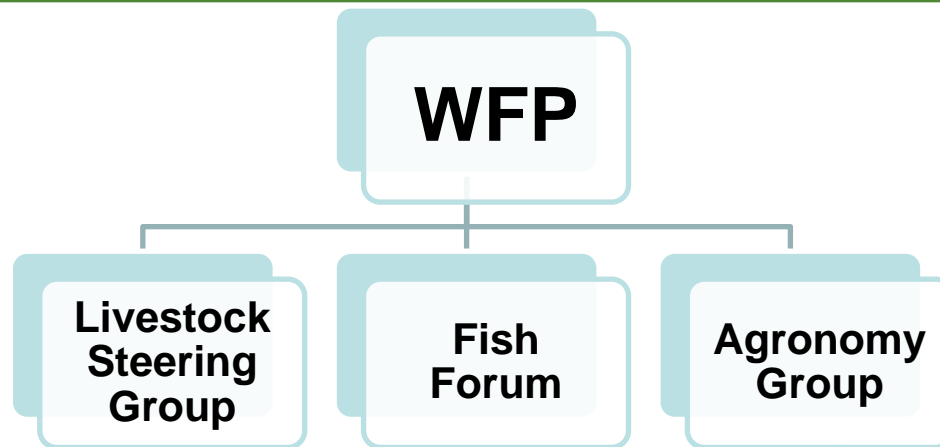 WFP
Livestock
Steering
Group
Fish
Forum
Agronomy
Group